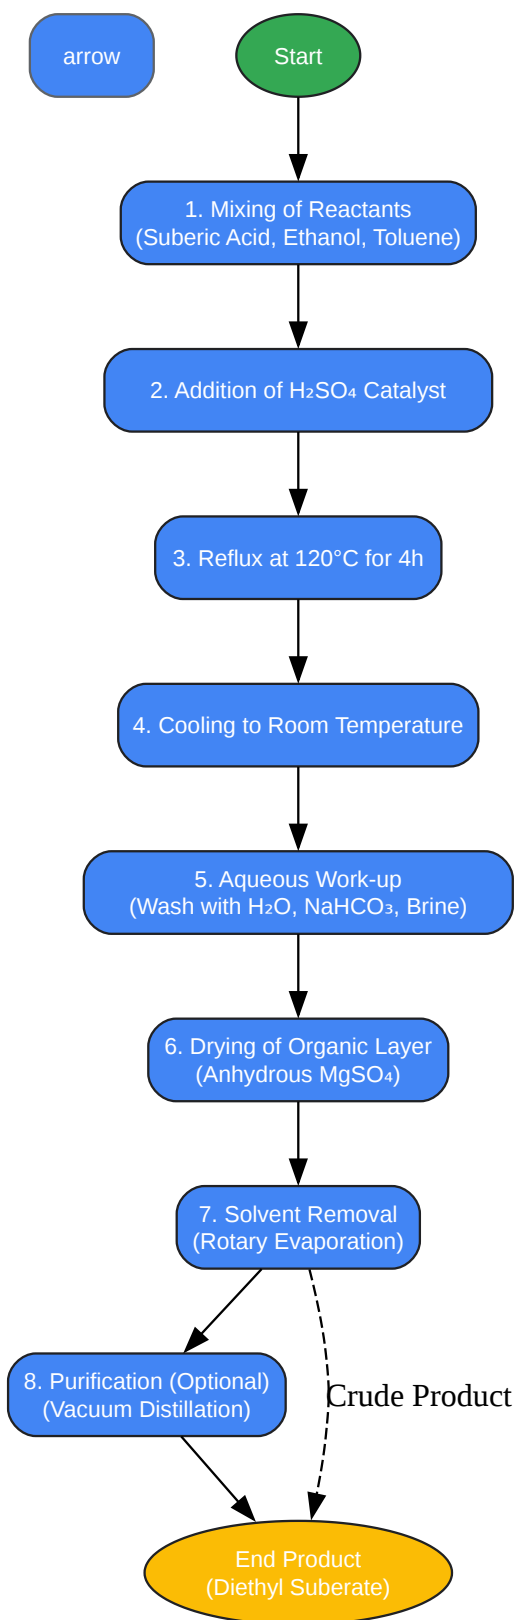 arrow
Start
1. Mixing of Reactants
(Suberic Acid, Ethanol, Toluene)
2. Addition of H₂SO₄ Catalyst
3. Reflux at 120°C for 4h
4. Cooling to Room Temperature
5. Aqueous Work-up
(Wash with H₂O, NaHCO₃, Brine)
6. Drying of Organic Layer
(Anhydrous MgSO₄)
7. Solvent Removal
(Rotary Evaporation)
8. Purification (Optional)
(Vacuum Distillation)
Crude Product
End Product
(Diethyl Suberate)